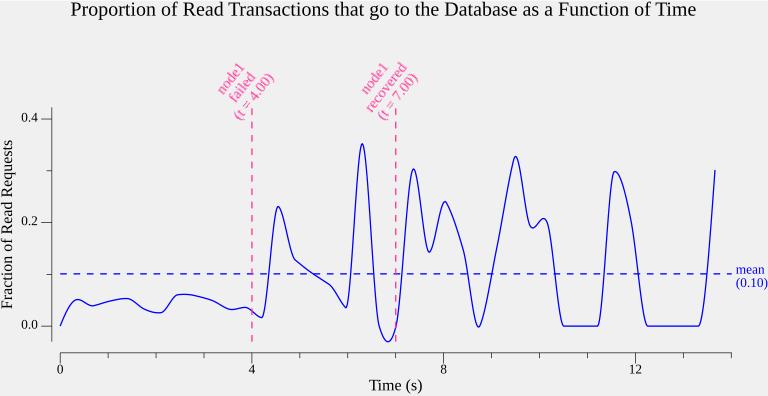 Proportion of Read Transactions that go to the Database as a Function of Time
node1
failed
(t = 4.00)
node1
recovered
(t = 7.00)
Fraction of Read Requests
0.4
0.2
0.0
mean
(0.10)
0
4
8
12
Time (s)